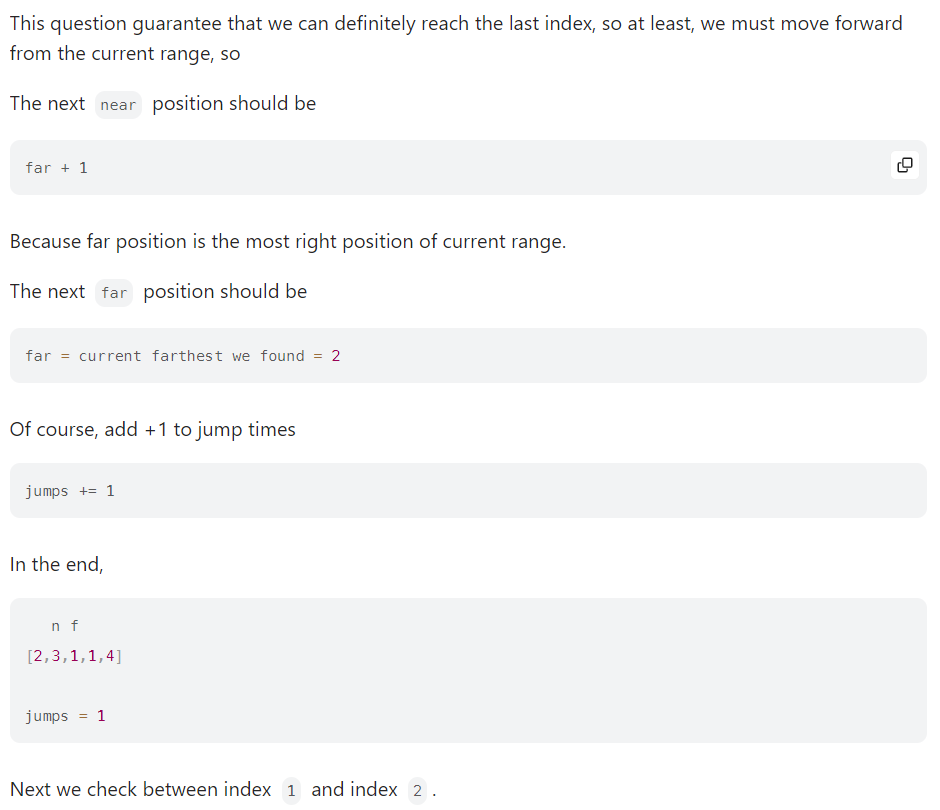 This question guarantee that we can definitely reach the last index, so at least, we must move forward
from the current range, so
The next near position should be
far + 1
Because far position is the most right position of current range.
The next far position should be
far = current farthest we found = 2
Of course, add +1 to jump times
jumps += 1
In the end,
n f
[2,3,1,1,4]
jumps = 1
Next we check between index 1 and index 2 .